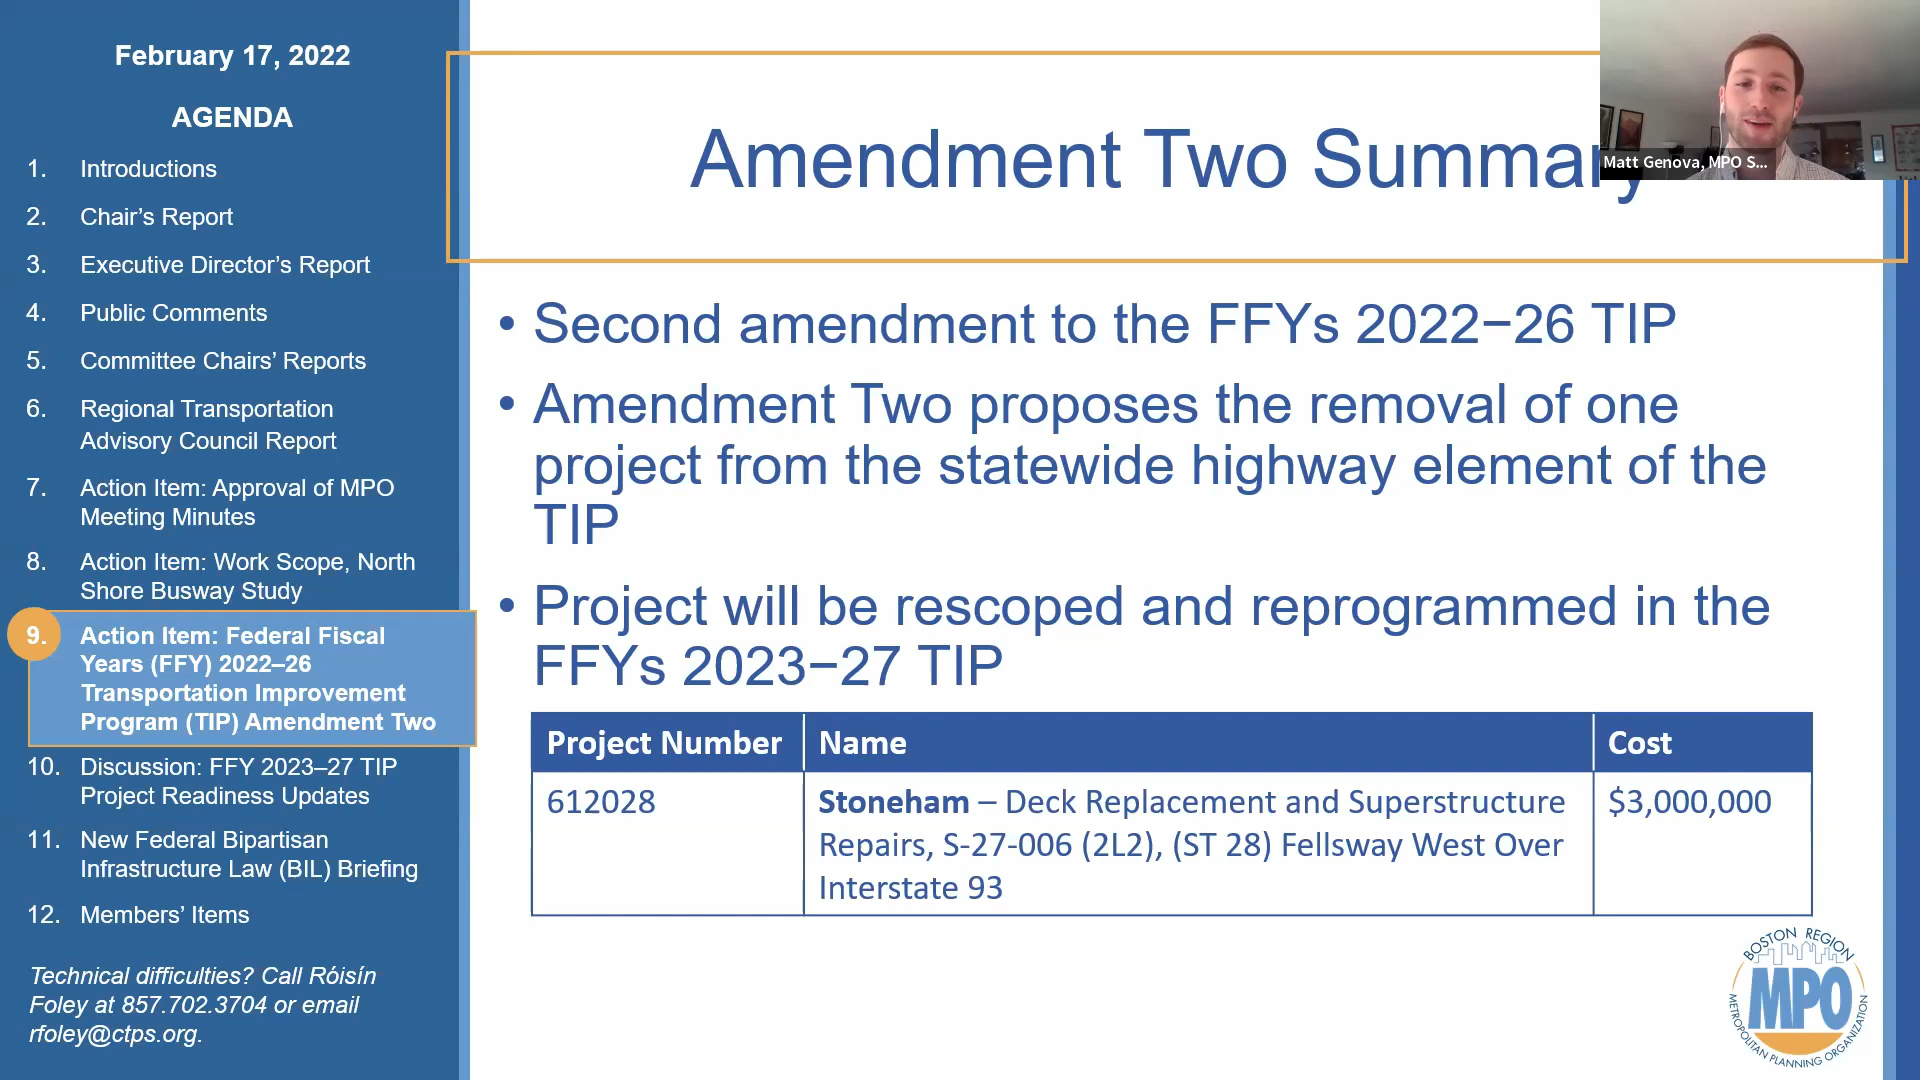 February 17, 2022
AGENDA
1. Introductions
2. Chair’s Report
3. Executive Director’s Report
4. Public Comments
5. Committee Chairs’ Reports
6. Regional Transportation
Advisory Council Report
7. Action Item: Approval of MPO
Meeting Minutes
8. Action Item: Work Scope, North
Shore Busway Study
9. Action Item: Federal Fiscal
Years (FFY) 2022–26
Transportation Improvement
Program (TIP) Amendment Two
10. Discussion: FFY 2023–27 TIP
Project Readiness Updates
11. New Federal Bipartisan
Infrastructure Law (BIL) Briefing
12. Members’ Items
Technical difficulties? Call Róisín
Foley at 857.702.3704 or email
rfoley@ctps.org.
Amendment Two Summary
Matt Genova, MPO S...
• Second amendment to the FFYs 2022−26 TIP
• Amendment Two proposes the removal of one
project from the statewide highway element of the
TIP
• Project will be rescoped and reprogrammed in the
FFYs 2023−27 TIP
Project Number Name Cost
612028 Stoneham – Deck Replacement and Superstructure $3,000,000
Repairs, S-27-006 (2L2), (ST 28) Fellsway West Over
Interstate 93
BOSTON REGION
MPO
METROPOLITAN PLANNING ORGANIZATION